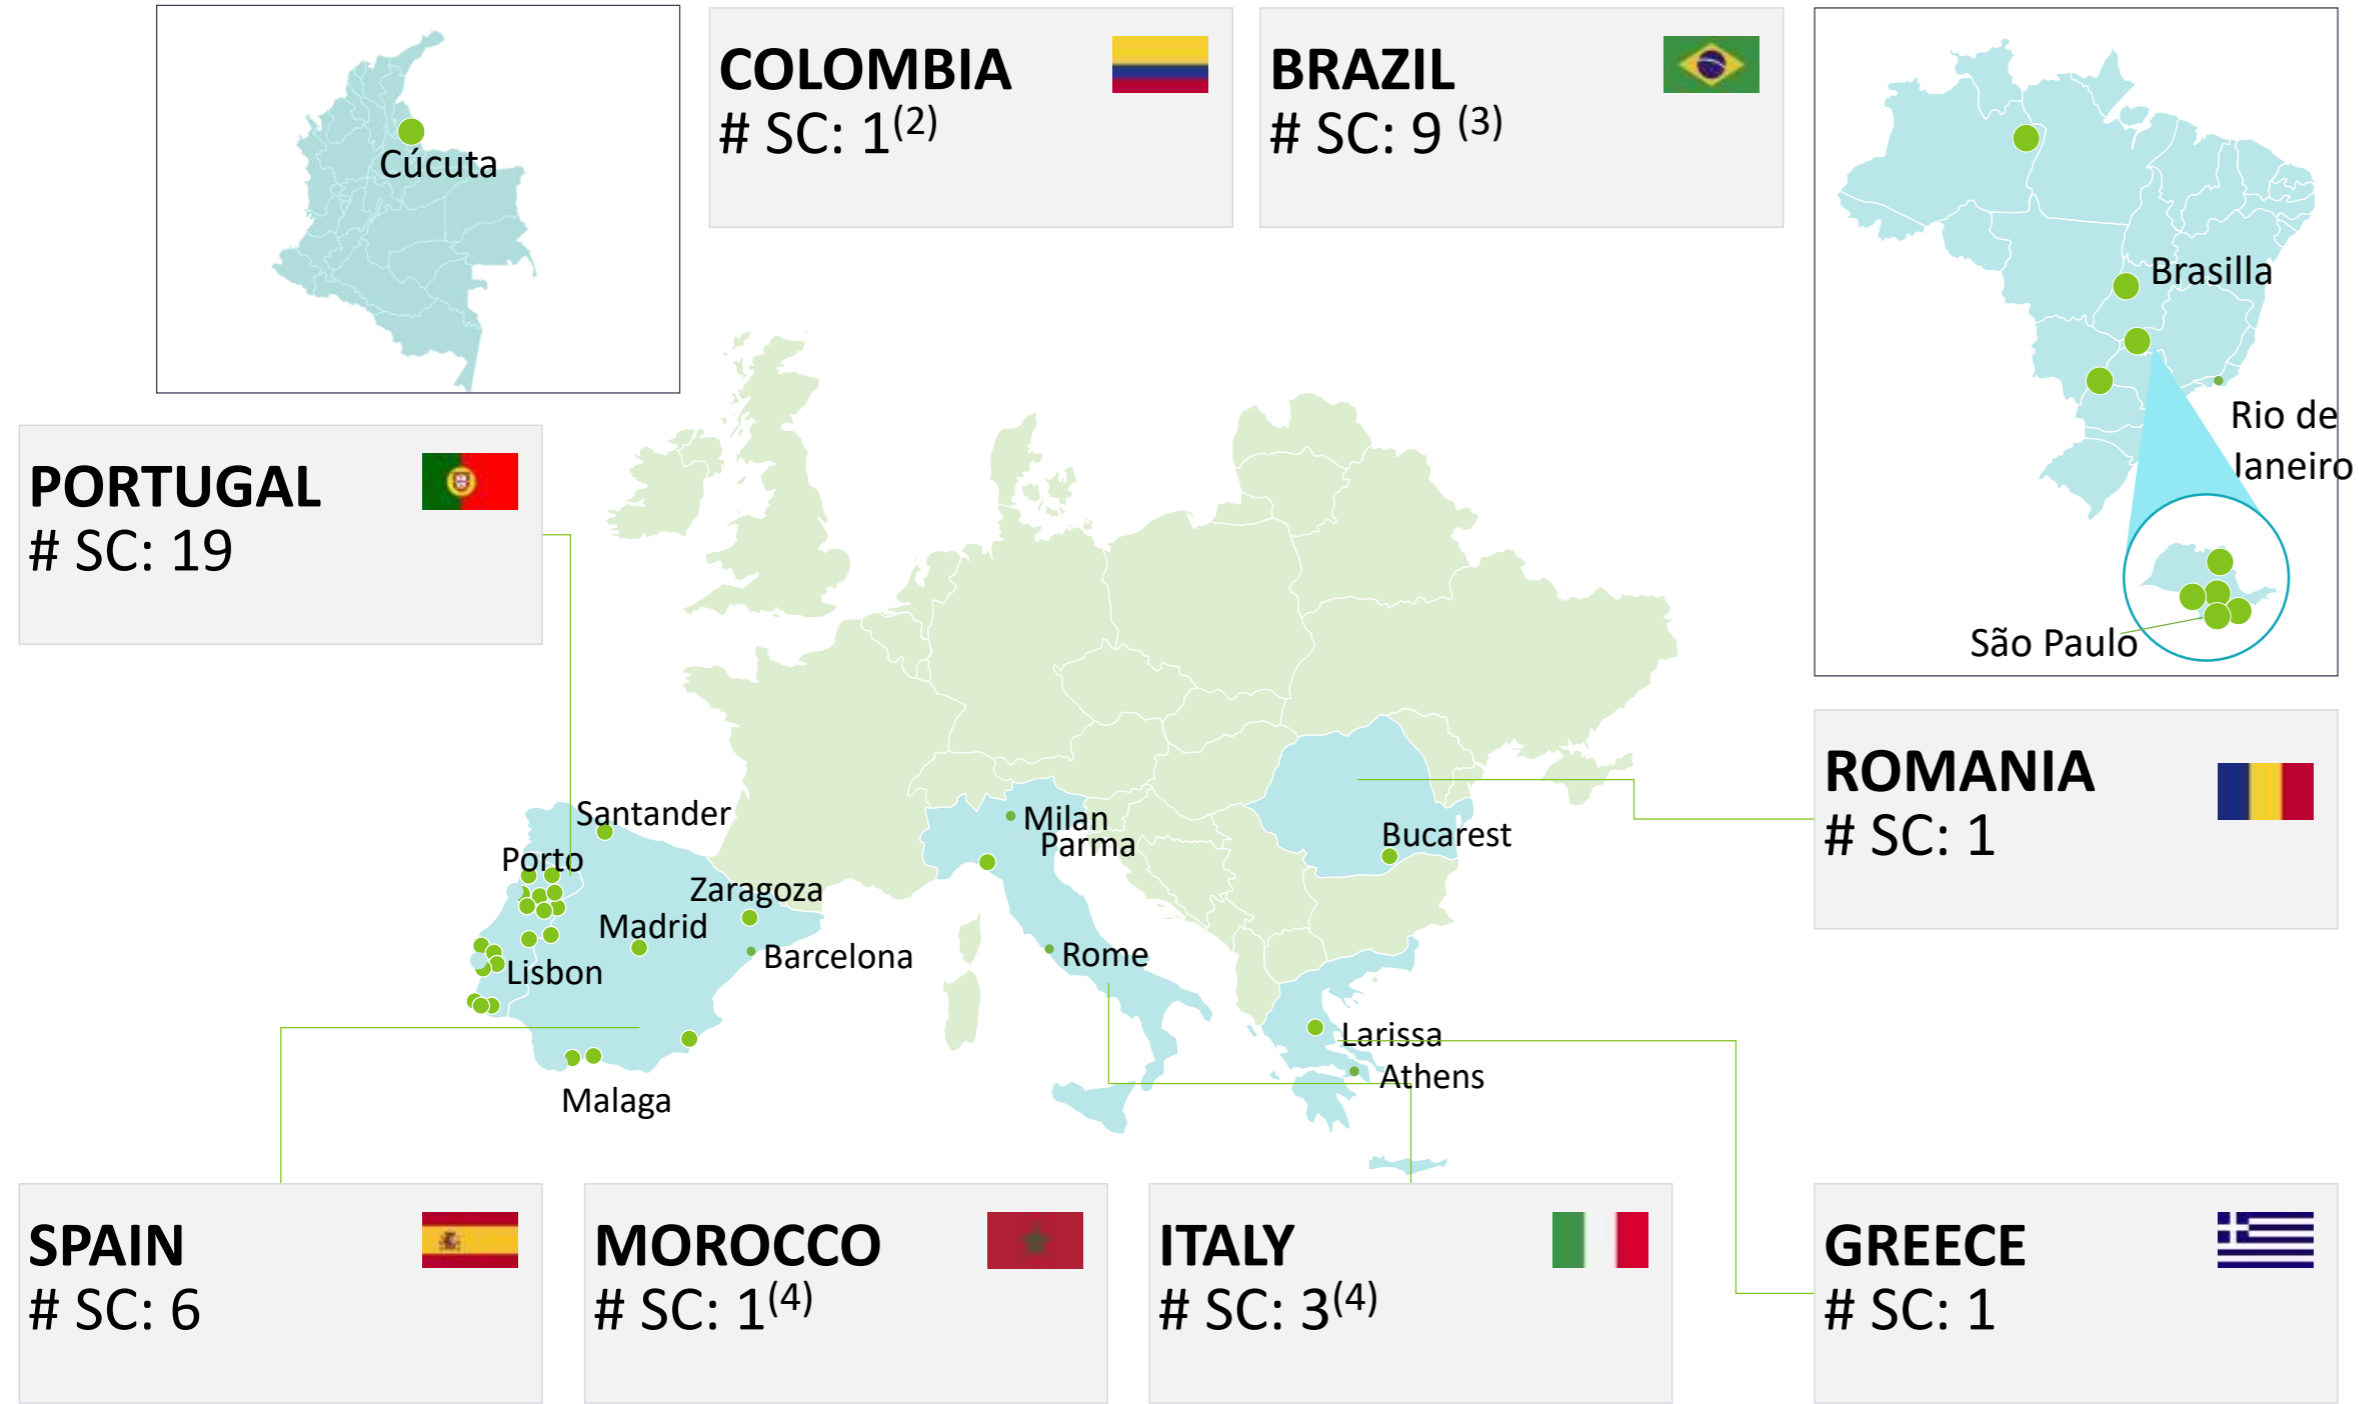 COLOMBIA
# SC: 1(2)
BRAZIL
# SC: 9 (3)
Cúcuta
Brasilla
Rio de
Janeiro
São Paulo
PORTUGAL
# SC: 19
ROMANIA
# SC: 1
Santander
Porto
Zaragoza
Madrid
Barcelona
Lisbon
Malaga
Milan
Parma
Rome
Bucarest
Larissa
Athens
SPAIN
# SC: 6
MOROCCO
# SC: 1(4)
ITALY
# SC: 3(4)
GREECE
# SC: 1